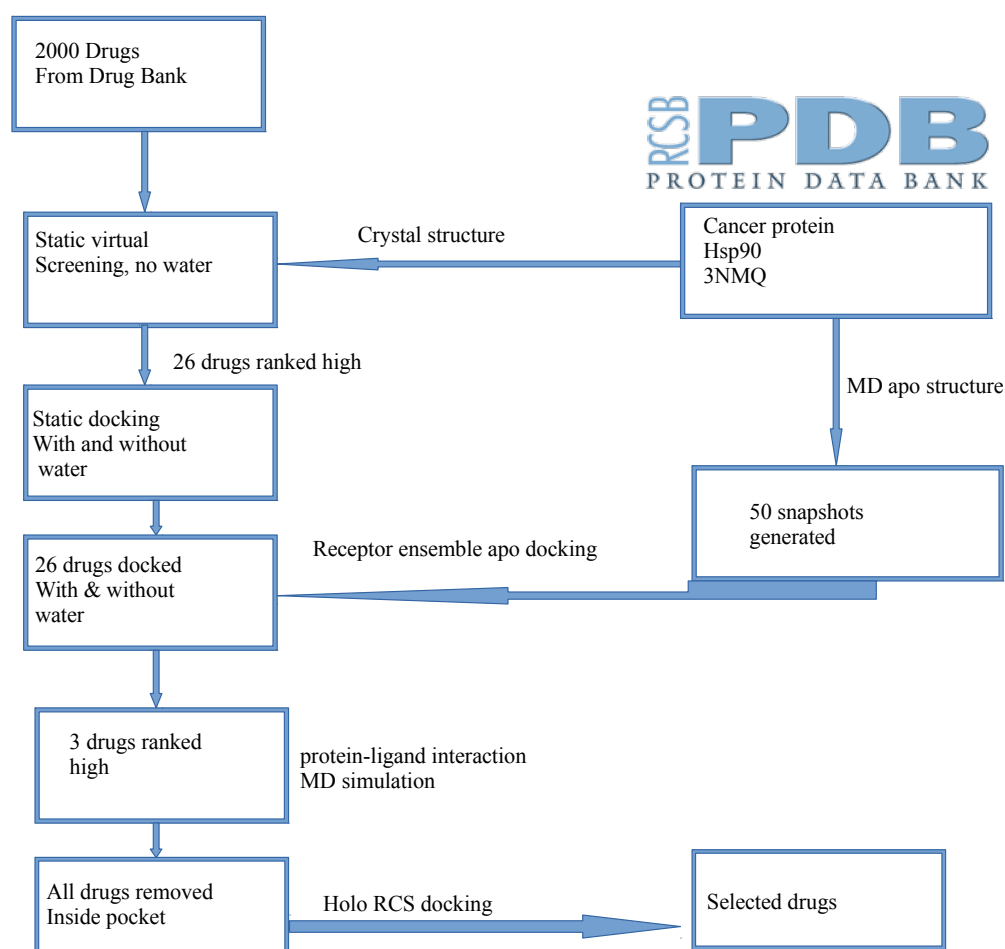 2000 Drugs
From Drug Bank
RCSB
PDB
PROTEIN DATA BANK
Static virtual
Screening, no water
Crystal structure
Cancer protein
Hsp90
3NMQ
26 drugs ranked high
MD apo structure
Static docking
With and without
water
50 snapshots
generated
Receptor ensemble apo docking
26 drugs docked
With & without
water
3 drugs ranked
high
protein-ligand interaction
MD simulation
All drugs removed
Inside pocket
Holo RCS docking
Selected drugs